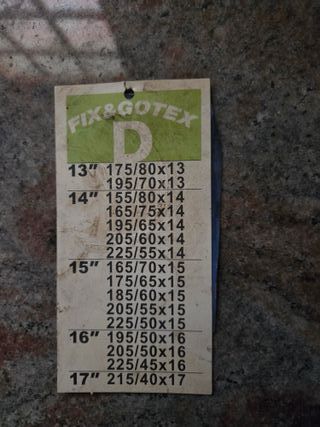 FIX&GOTEX
D
13" 175/80x13
195/70x13
14" 155/80x14
165/75x14
195/65x14
205/60x14
225/55x14
15" 165/70x15
175/65x15
185/60x15
205/55x15
225/50x15
16" 195/50x16
205/50x16
225/45x16
17" 215/40x17